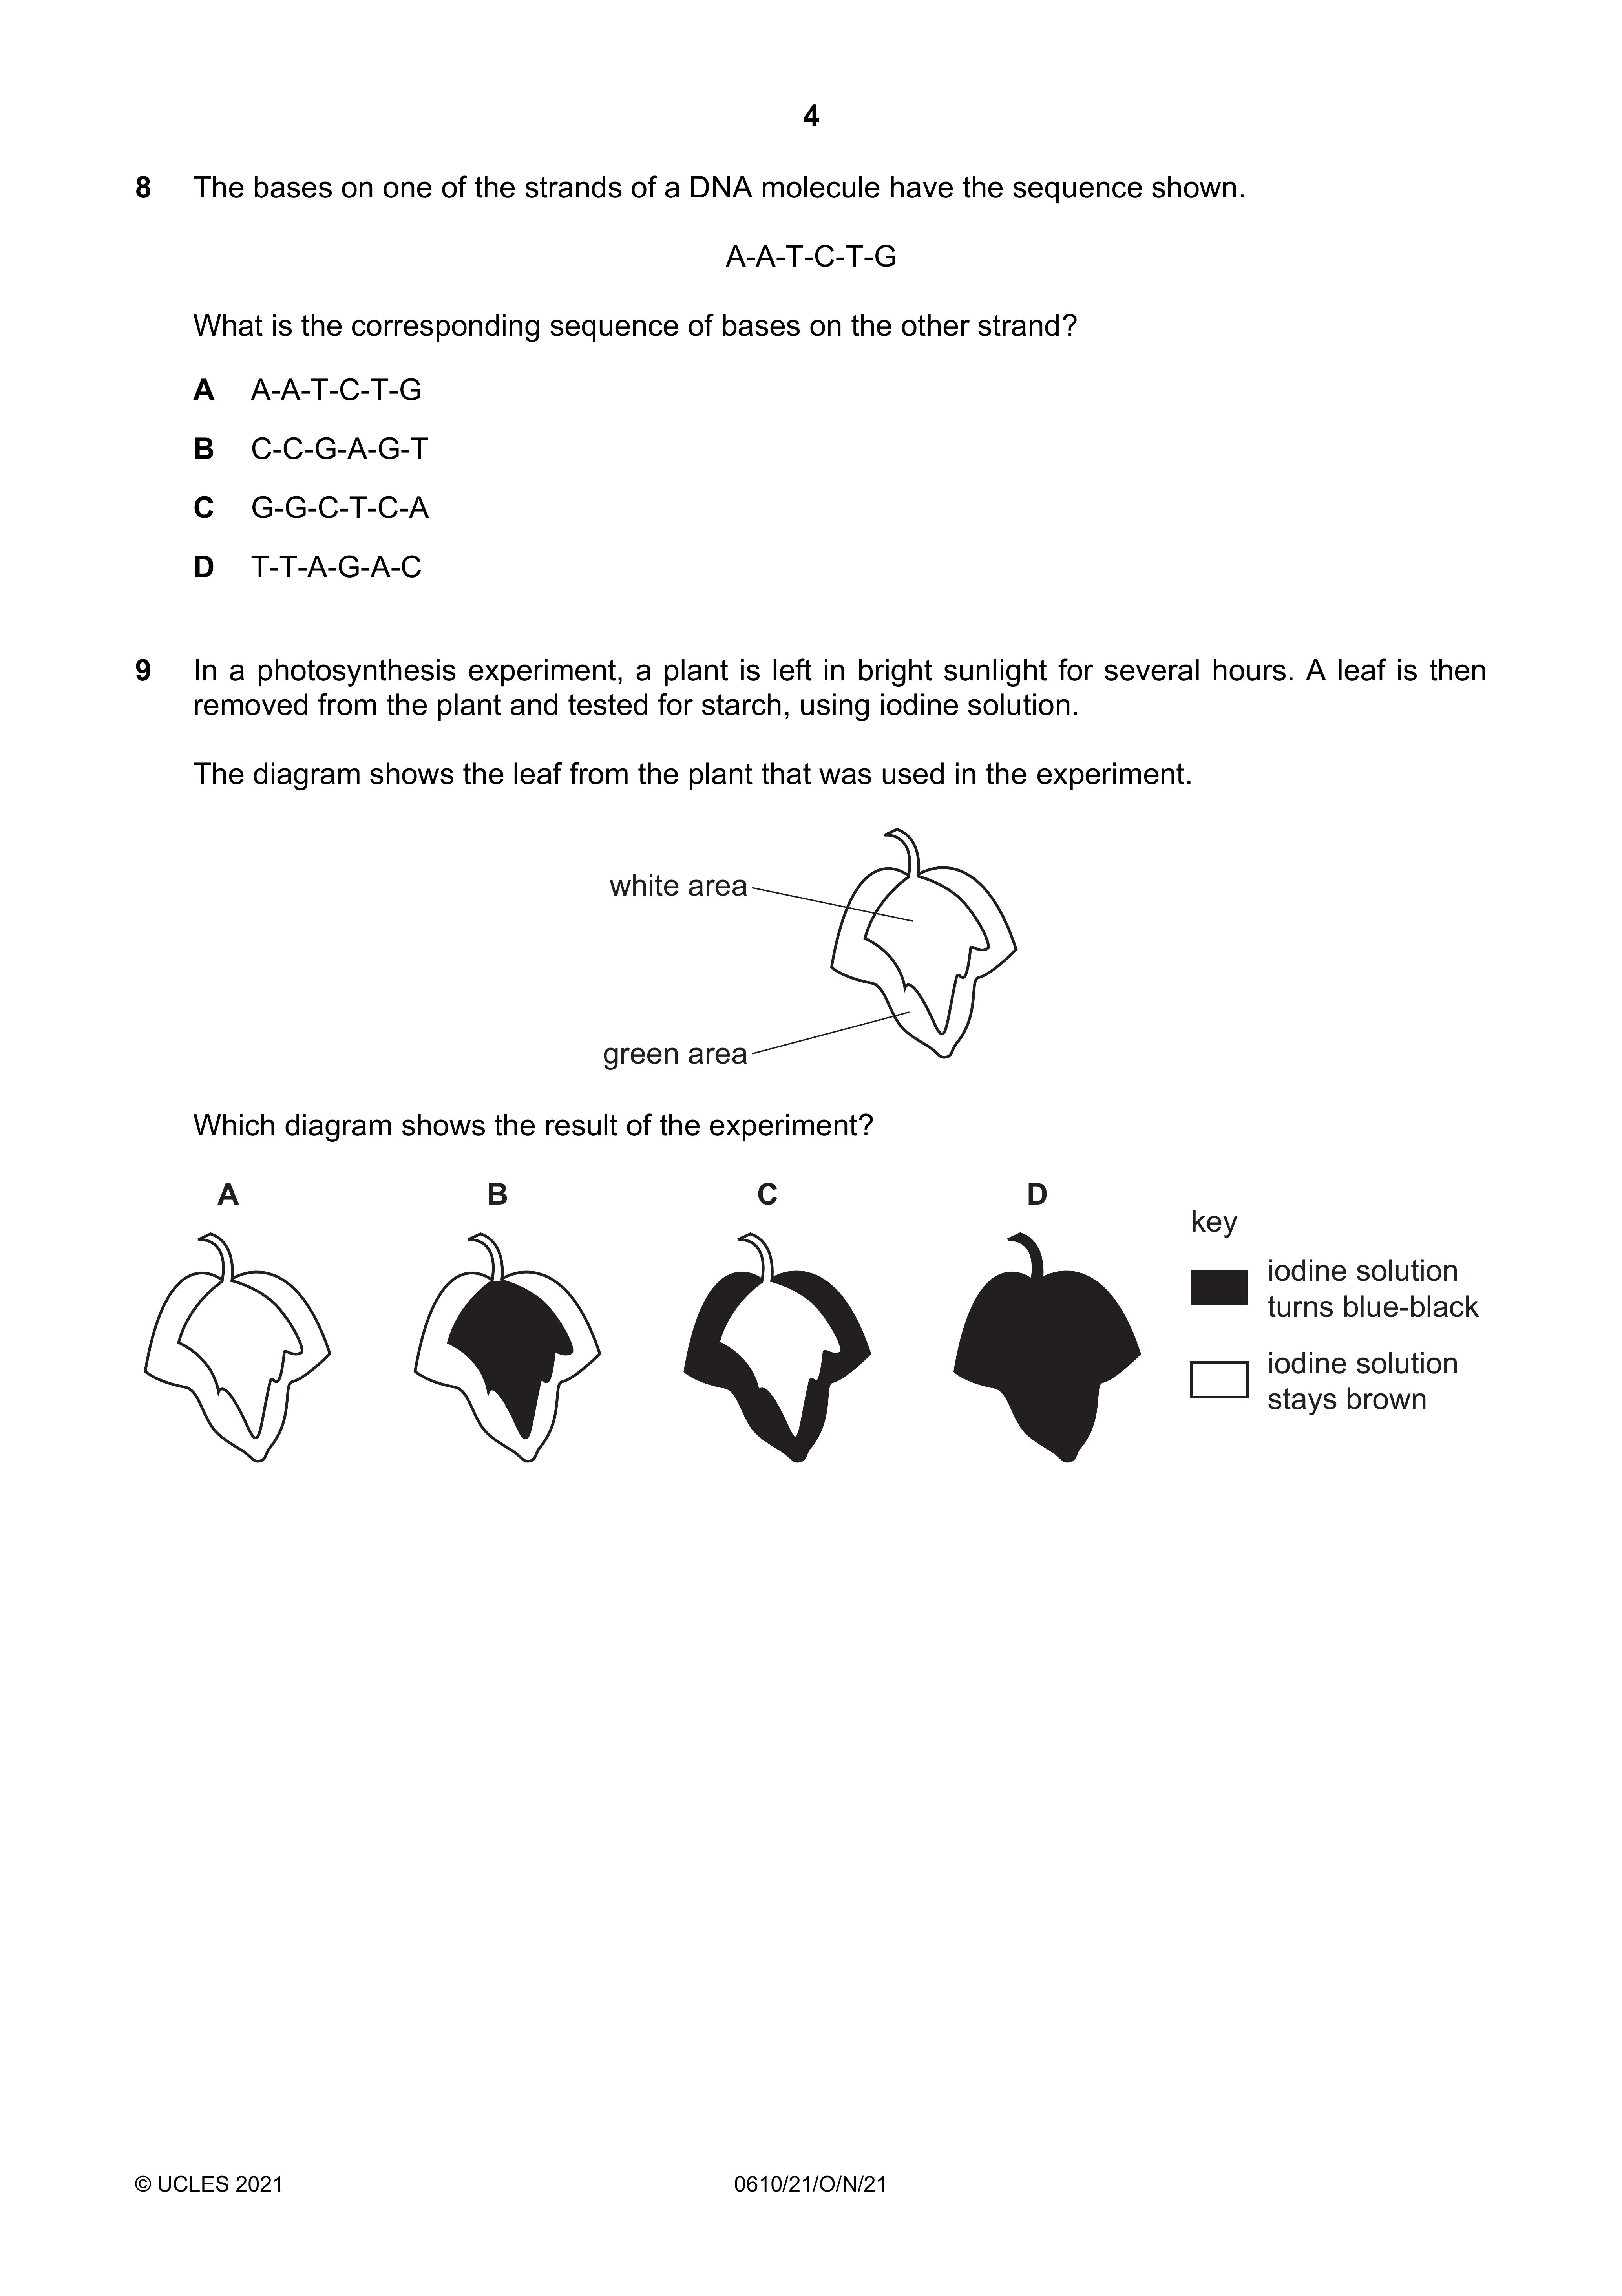 4
8 The bases on one of the strands of a DNA molecule have the sequence shown.
A-A-T-C-T-G
What is the corresponding sequence of bases on the other strand?
A A-A-T-C-T-G
B C-C-G-A-G-T
C G-G-C-T-C-A
D T-T-A-G-A-C
9 In a photosynthesis experiment, a plant is left in bright sunlight for several hours. A leaf is then
removed from the plant and tested for starch, using iodine solution.
The diagram shows the leaf from the plant that was used in the experiment.
white area
green area
Which diagram shows the result of the experiment?
A B C D
key
iodine solution
turns blue-black
iodine solution
stays brown
© UCLES 2021 0610/21/O/N/21